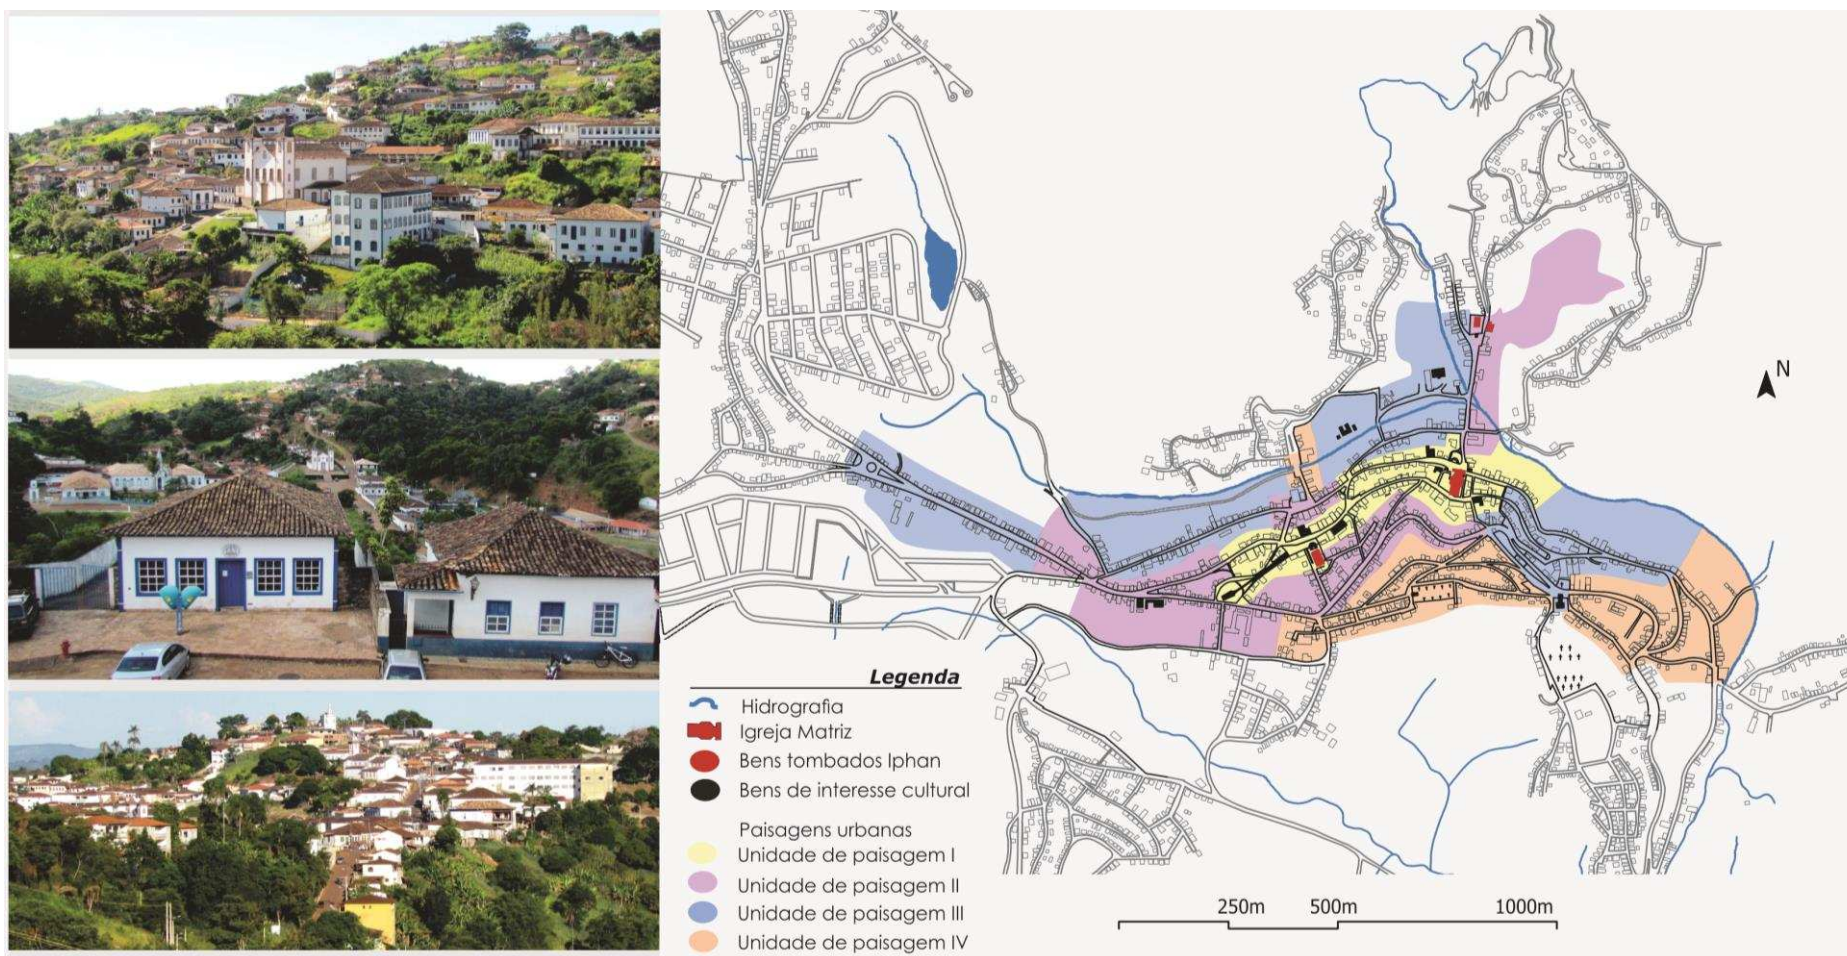 N
Legenda
Hidrografia
Igreja Matriz
Bens tombados Iphan
Bens de interesse cultural
Paisagens urbanas
Unidade de paisagem I
Unidade de paisagem II
Unidade de paisagem III
Unidade de paisagem IV
250m 500m 1000m